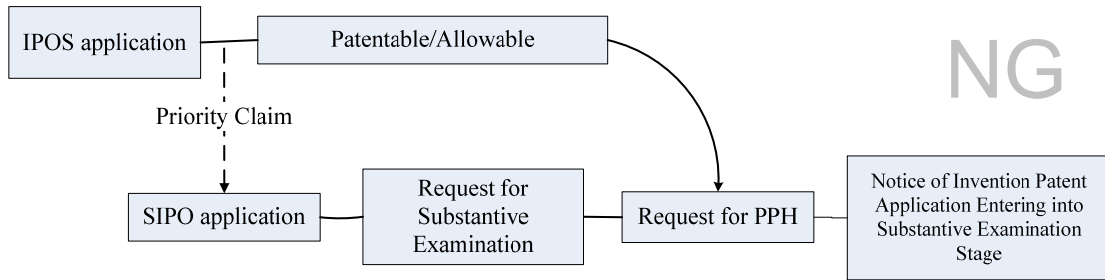 IPOS application
Patentable/Allowable
NG
Priority Claim
SIPO application
Request for
Substantive
Examination
Request for PPH
Notice of Invention Patent
Application Entering into
Substantive Examination
Stage